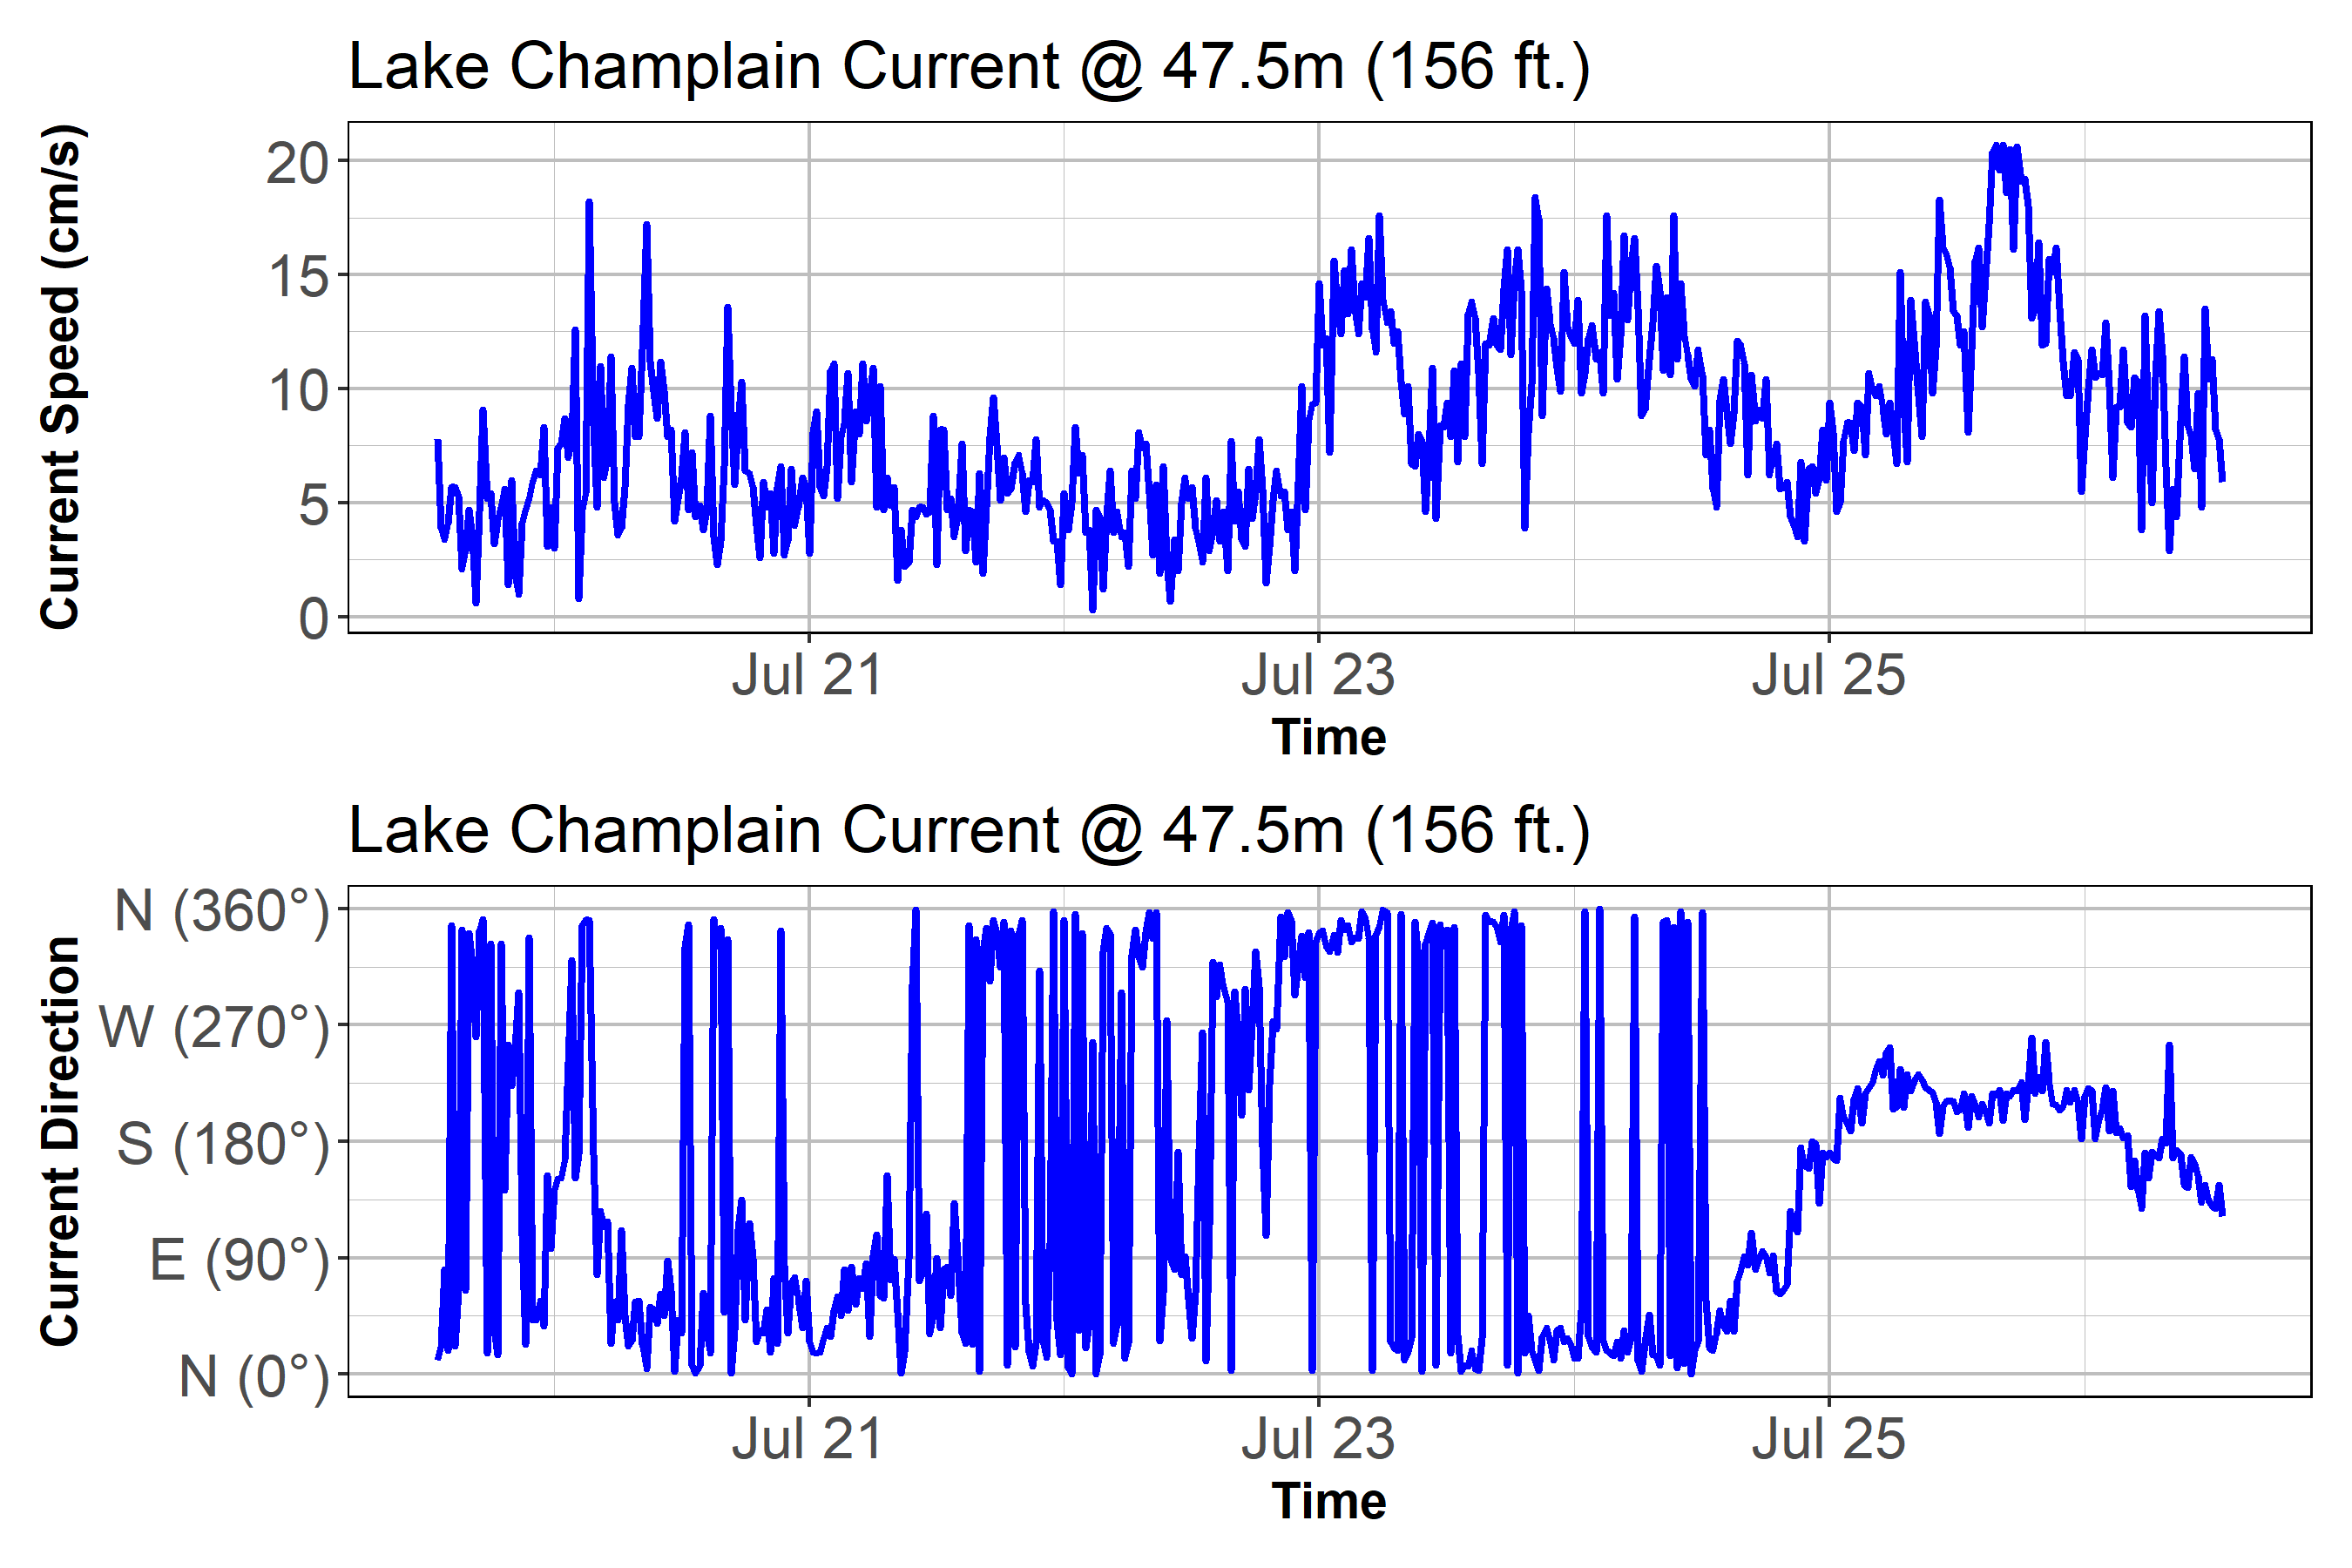 Lake Champlain Current @ 47.5m (156 ft.)
Current Speed (cm/s)
20
15
10
5
0
Jul 21 Jul 23 Jul 25
Time
Lake Champlain Current @ 47.5m (156 ft.)
Current Direction
N (360°)
W (270°)
S (180°)
E (90°)
N (0°)
Jul 21 Jul 23 Jul 25
Time